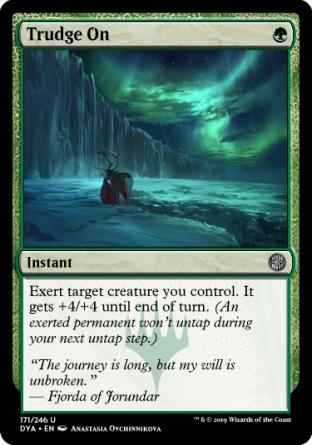 Trudge On
Instant
Exert target creature you control. It
gets +4/+4 until end of turn. (An
exerted permanent won't untap during
your next untap step.)
"The journey is long, but my will is
unbroken."
— Fjorda of Jorundar
171/246 U
DYA • EN Anastasia Ovchinnikova
™ & © 2019 Wizards of the Coast